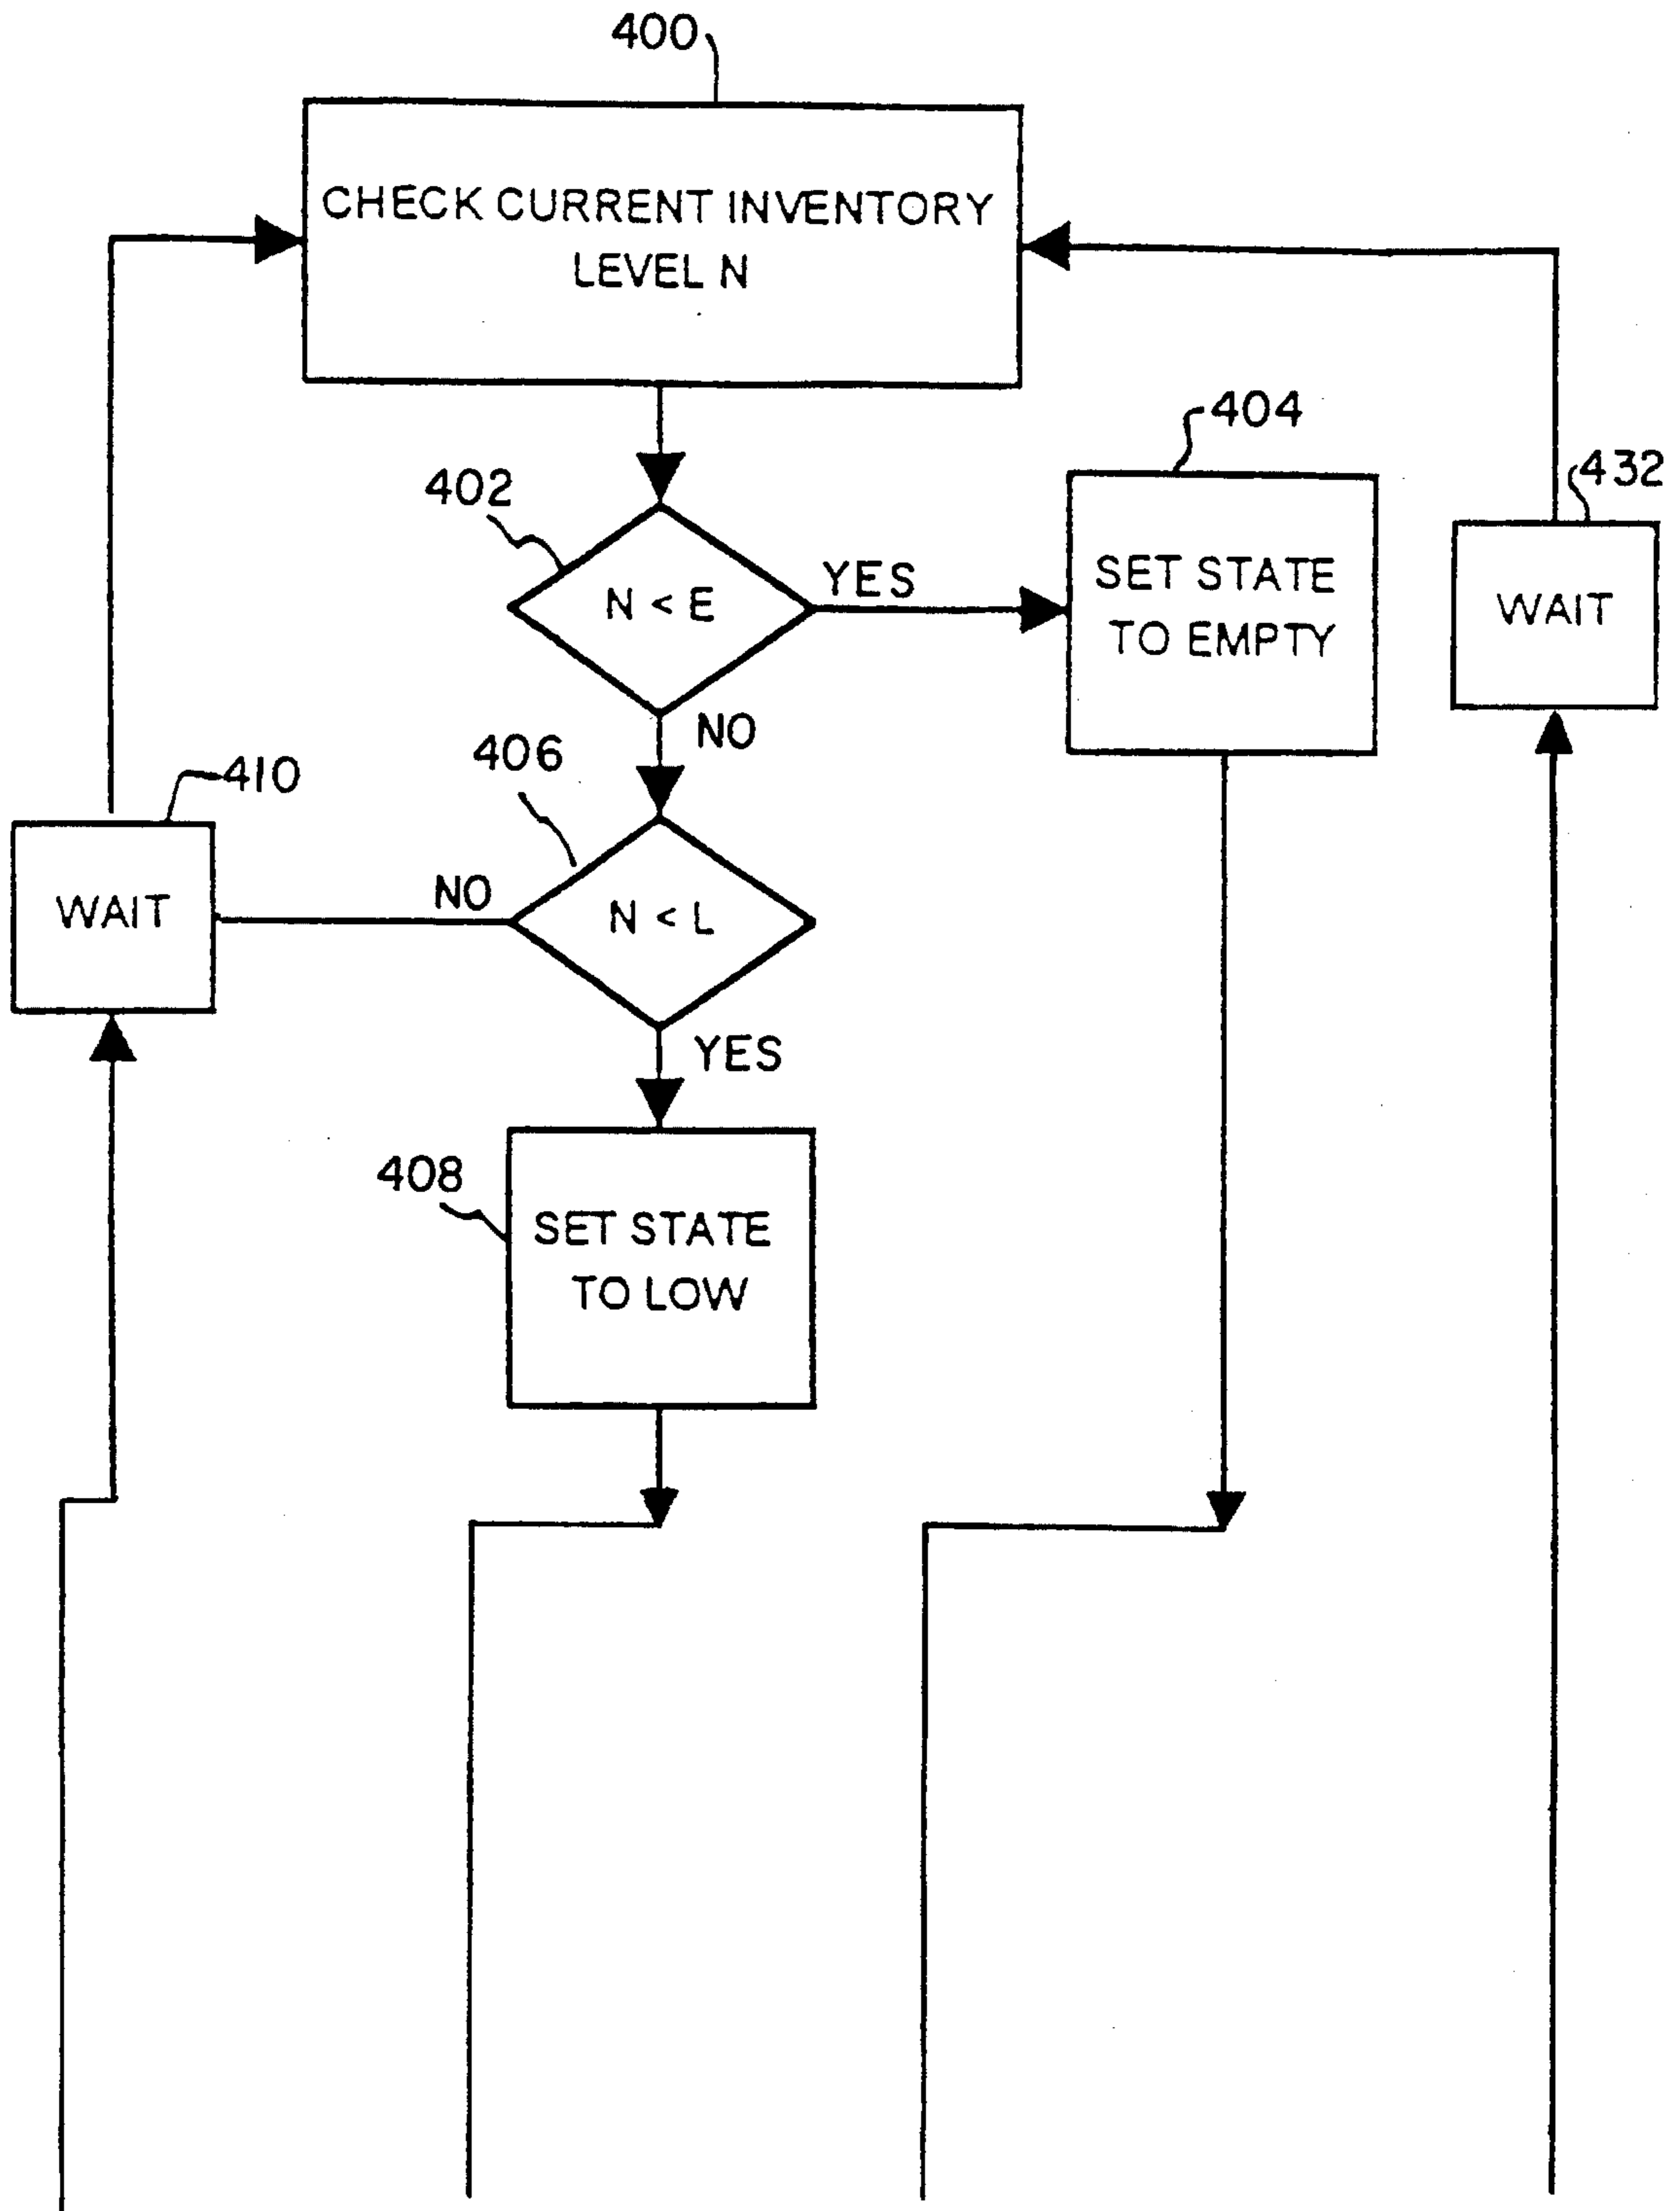 400
CHECK CURRENT INVENTORY
LEVEL N
404
432
402
YES
N < E
SET STATE
TO EMPTY
WAIT
NO
406
410
NO
N < L
WAIT
YES
408
SET STATE
TO LOW